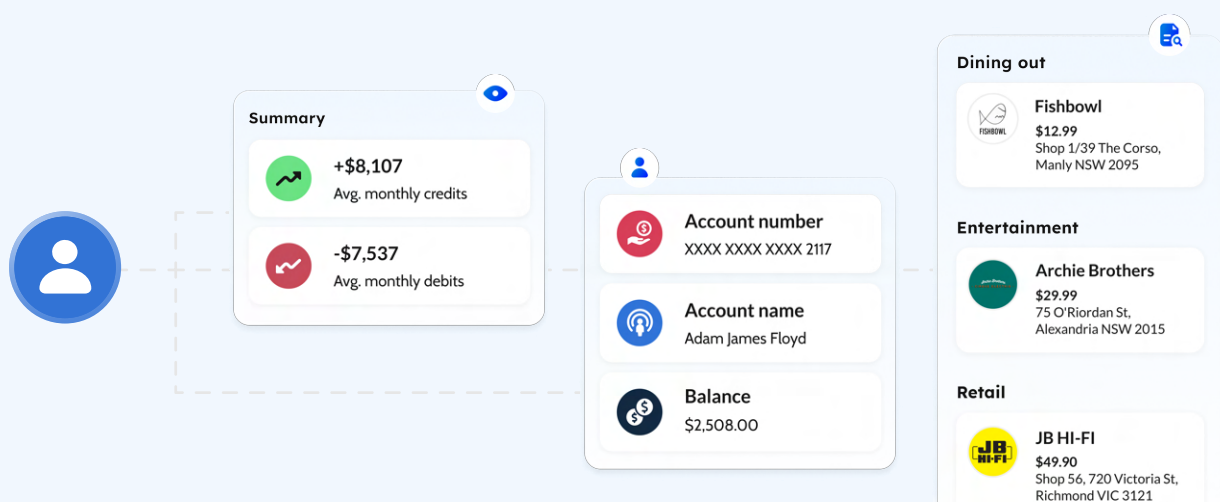 Summary
+$8,107
Avg. monthly credits
-$7,537
Avg. monthly debits
Account number
XXXX XXXX XXXX 2117
Account name
Adam James Floyd
Balance
$2,508.00
Dining out
FISHBOWL
Fishbowl
$12.99
Shop 1/39 The Corso,
Manly NSW 2095
Entertainment
Archie Brothers
$29.99
75 O'Riordan St,
Alexandria NSW 2015
Retail
JB
HI-FI
JB HI-FI
$49.90
Shop 56, 720 Victoria St,
Richmond VIC 3121